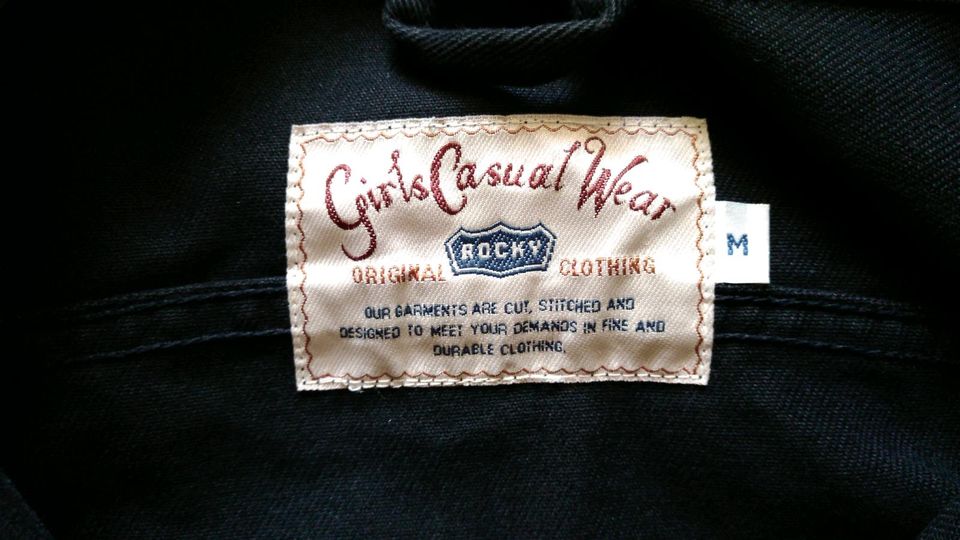 Girl's Casual Wear
ROCKY
ORIGINAL CLOTHING
M
OUR GARMENTS ARE CUT, STITCHED AND
DESIGNED TO MEET YOUR DEMANDS IN FINE AND
DURABLE CLOTHING.